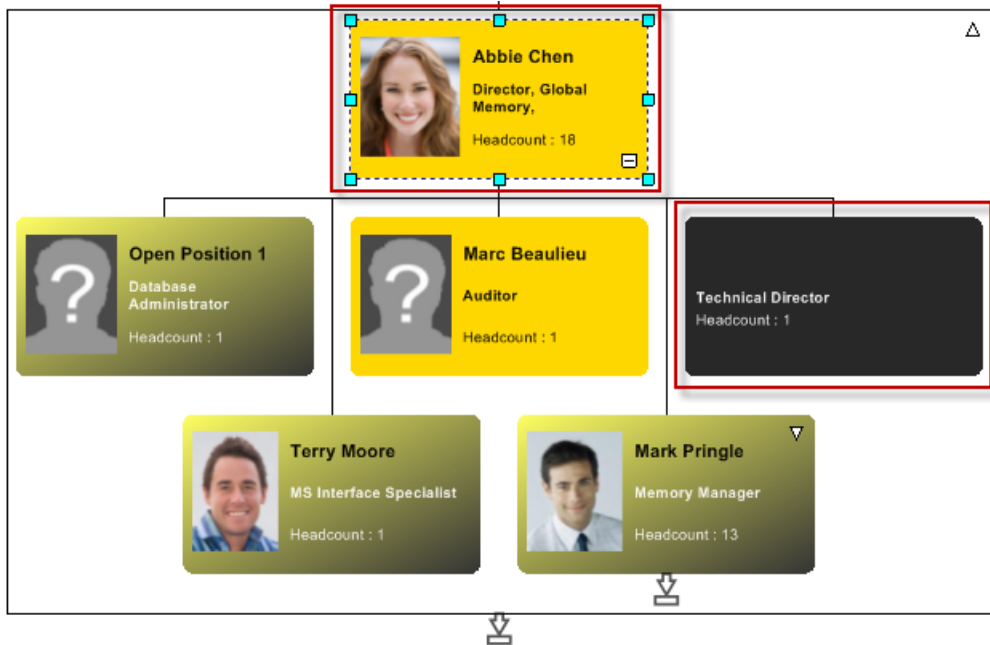 Abbie Chen
Director, Global
Memory,
Headcount : 18
Open Position 1
Database
Administrator
Headcount : 1
Marc Beaulieu
Auditor
Headcount : 1
Technical Director
Headcount : 1
Terry Moore
MS Interface Specialist
Headcount : 1
Mark Pringle
Memory Manager
Headcount : 13